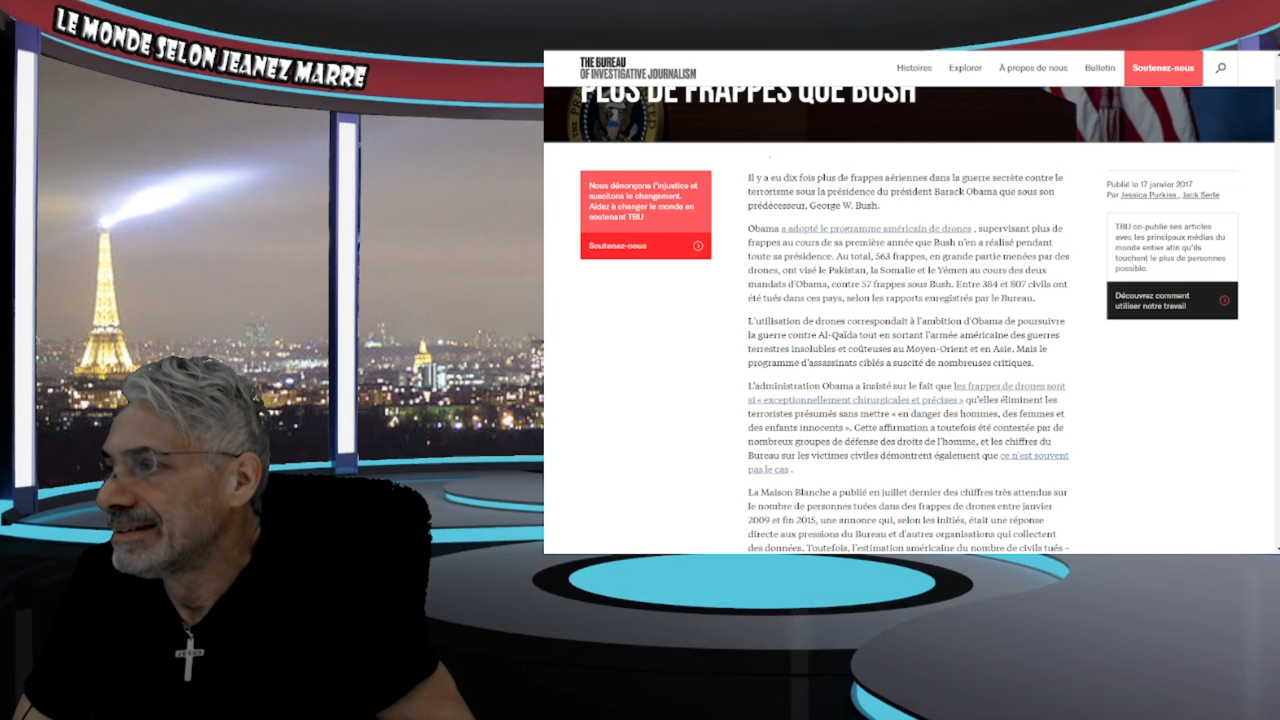 LE MONDE SELON JEANEZ MARRE
THE BUREAU
OF INVESTIGATIVE JOURNALISM
Histoires
Explorer
À propos de nous
Bulletin
Soutenez-nous
PLUS DE FRAPPES QUE BUSH
Nous dénonçons l'injustice et
suscitons le changement.
Aidez à changer le monde en
soutenant TBIJ
Soutenez-nous
Il y a eu dix fois plus de frappes aériennes dans la guerre secrète contre le
terrorisme sous la présidence du président Barack Obama que sous son
prédécesseur, George W. Bush.
Obama a adopté le programme américain de drones , supervisant plus de
frappes au cours de sa première année que Bush n'en a réalisé pendant
toute sa présidence. Au total, 563 frappes, en grande partie menées par des
drones, ont visé le Pakistan, la Somalie et le Yémen au cours des deux
mandats d'Obama, contre 57 frappes sous Bush. Entre 384 et 807 civils ont
été tués dans ces pays, selon les rapports enregistrés par le Bureau.
L'utilisation de drones correspondait à l'ambition d'Obama de poursuivre
la guerre contre Al-Qaïda tout en sortant l'armée américaine des guerres
terrestres insolubles et coûteuses au Moyen-Orient et en Asie. Mais le
programme d'assassinats ciblés a suscité de nombreuses critiques.
L'administration Obama a insisté sur le fait que les frappes de drones sont
si « exceptionnellement chirurgicales et précises » qu'elles éliminent les
terroristes présumés sans mettre « en danger des hommes, des femmes et
des enfants innocents ». Cette affirmation a toutefois été contestée par de
nombreux groupes de défense des droits de l'homme, et les chiffres du
Bureau sur les victimes civiles démontrent également que ce n'est souvent
pas le cas .
La Maison Blanche a publié en juillet dernier des chiffres très attendus sur
le nombre de personnes tuées dans des frappes de drones entre janvier
2009 et fin 2015, une annonce qui, selon les initiés, était une réponse
directe aux pressions du Bureau et d'autres organisations qui collectent
des données. Toutefois, l'estimation américaine du nombre de civils tués –
Publié le 17 janvier 2017
Par Jessica Purkiss , Jack Serle
TBIJ co-publie ses articles
avec les principaux médias du
monde entier afin qu'ils
touchent le plus de personnes
possible.
Découvrez comment
utiliser notre travail
JESUS